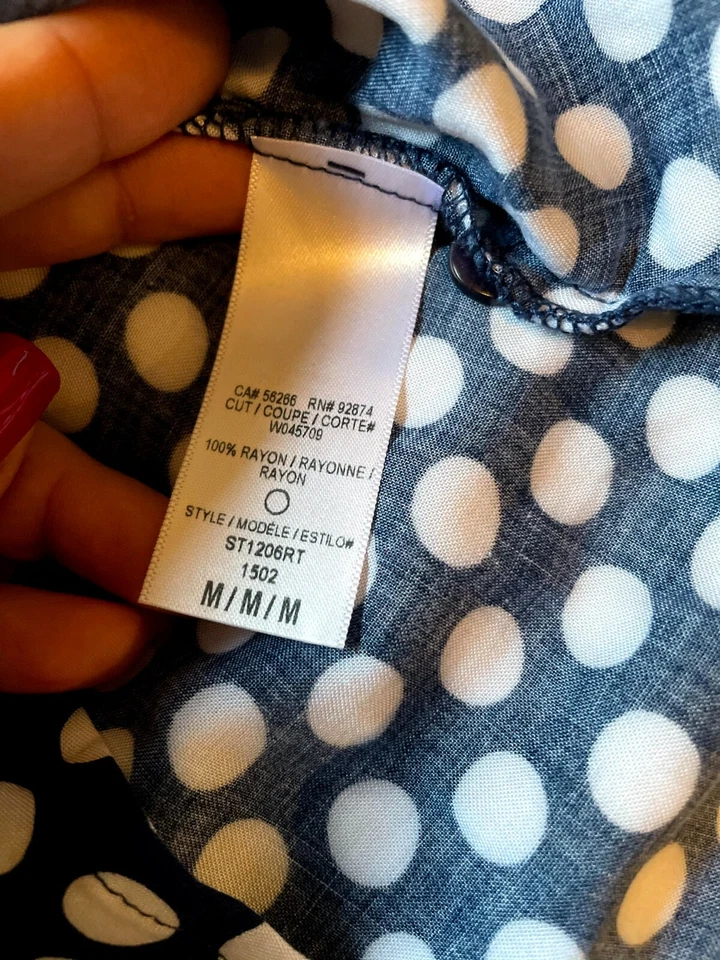 CA# 56266 RN# 92874
CUT / COUPE / CORTE#
W045709
100% RAYON / RAYONNE /
RAYON
STYLE / MODÈLE / ESTILO#
ST1206RT
1502
M / M / M